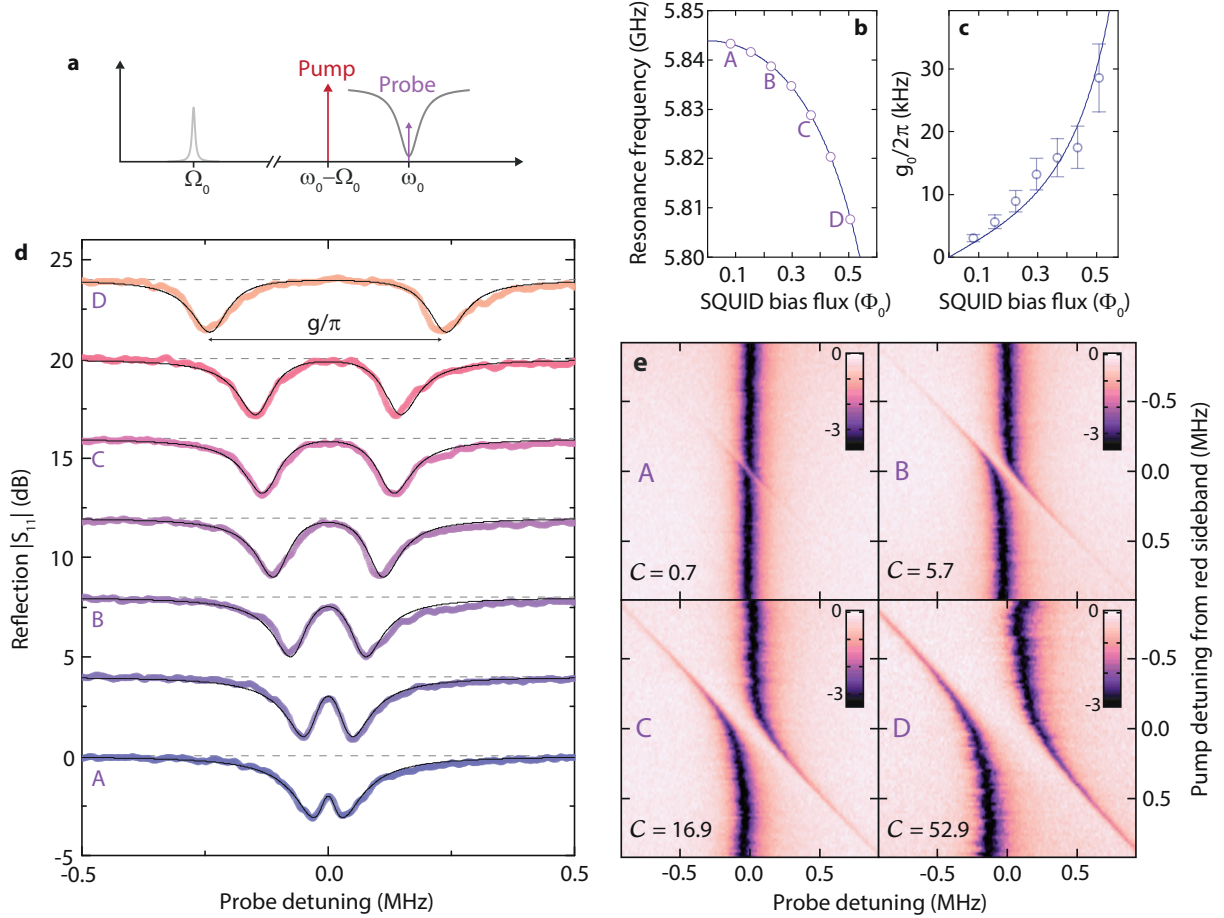 a
Pump
Probe
Ω₀
ω₀–Ω₀
ω₀
b
Resonance frequency (GHz)
5.85
5.84
5.83
5.82
5.81
5.80
A
B
C
D
0.1
0.3
0.5
SQUID bias flux (Φ₀)
c
g₀/2π (kHz)
30
20
10
0
0.1
0.3
0.5
SQUID bias flux (Φ₀)
d
Reflection |S₁₁| (dB)
25
20
15
10
5
0
-5
D
g/π
C
B
A
-0.5
0.0
0.5
Probe detuning (MHz)
e
0
-3
A
C = 0.7
0
-3
B
C = 5.7
0
-3
C
C = 16.9
0
-3
D
C = 52.9
-0.5
0.0
0.5
-0.5
0.0
0.5
Pump detuning from red sideband (MHz)
-0.5
0.0
0.5
-0.5
0.0
0.5
Probe detuning (MHz)